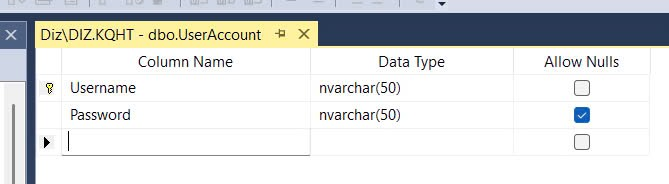 Diz\DIZ.KQHT - dbo.UserAccount
Column Name Data Type Allow Nulls
Username nvarchar(50)
Password nvarchar(50)